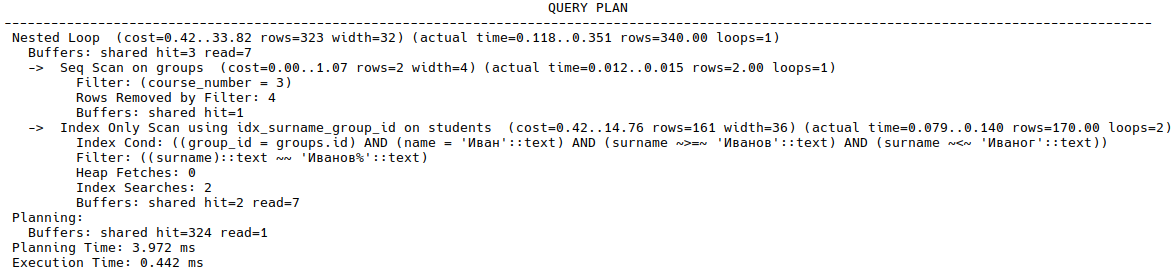 QUERY PLAN
------------------------------------------------------------------------------------------------------------------------------------------------
Nested Loop  (cost=0.42..33.82 rows=323 width=32) (actual time=0.118..0.351 rows=340.00 loops=1)
  Buffers: shared hit=3 read=7
  ->  Seq Scan on groups  (cost=0.00..1.07 rows=2 width=4) (actual time=0.012..0.015 rows=2.00 loops=1)
        Filter: (course_number = 3)
        Rows Removed by Filter: 4
        Buffers: shared hit=1
  ->  Index Only Scan using idx_surname_group_id on students  (cost=0.42..14.76 rows=161 width=36) (actual time=0.079..0.140 rows=170.00 loops=2)
        Index Cond: ((group_id = groups.id) AND (name = 'Иван'::text) AND (surname ~>=~ 'Иванов'::text) AND (surname ~<~ 'Иваног'::text))
        Filter: ((surname)::text ~~ 'Иванов%'::text)
        Heap Fetches: 0
        Index Searches: 2
        Buffers: shared hit=2 read=7
Planning:
  Buffers: shared hit=324 read=1
Planning Time: 3.972 ms
Execution Time: 0.442 ms